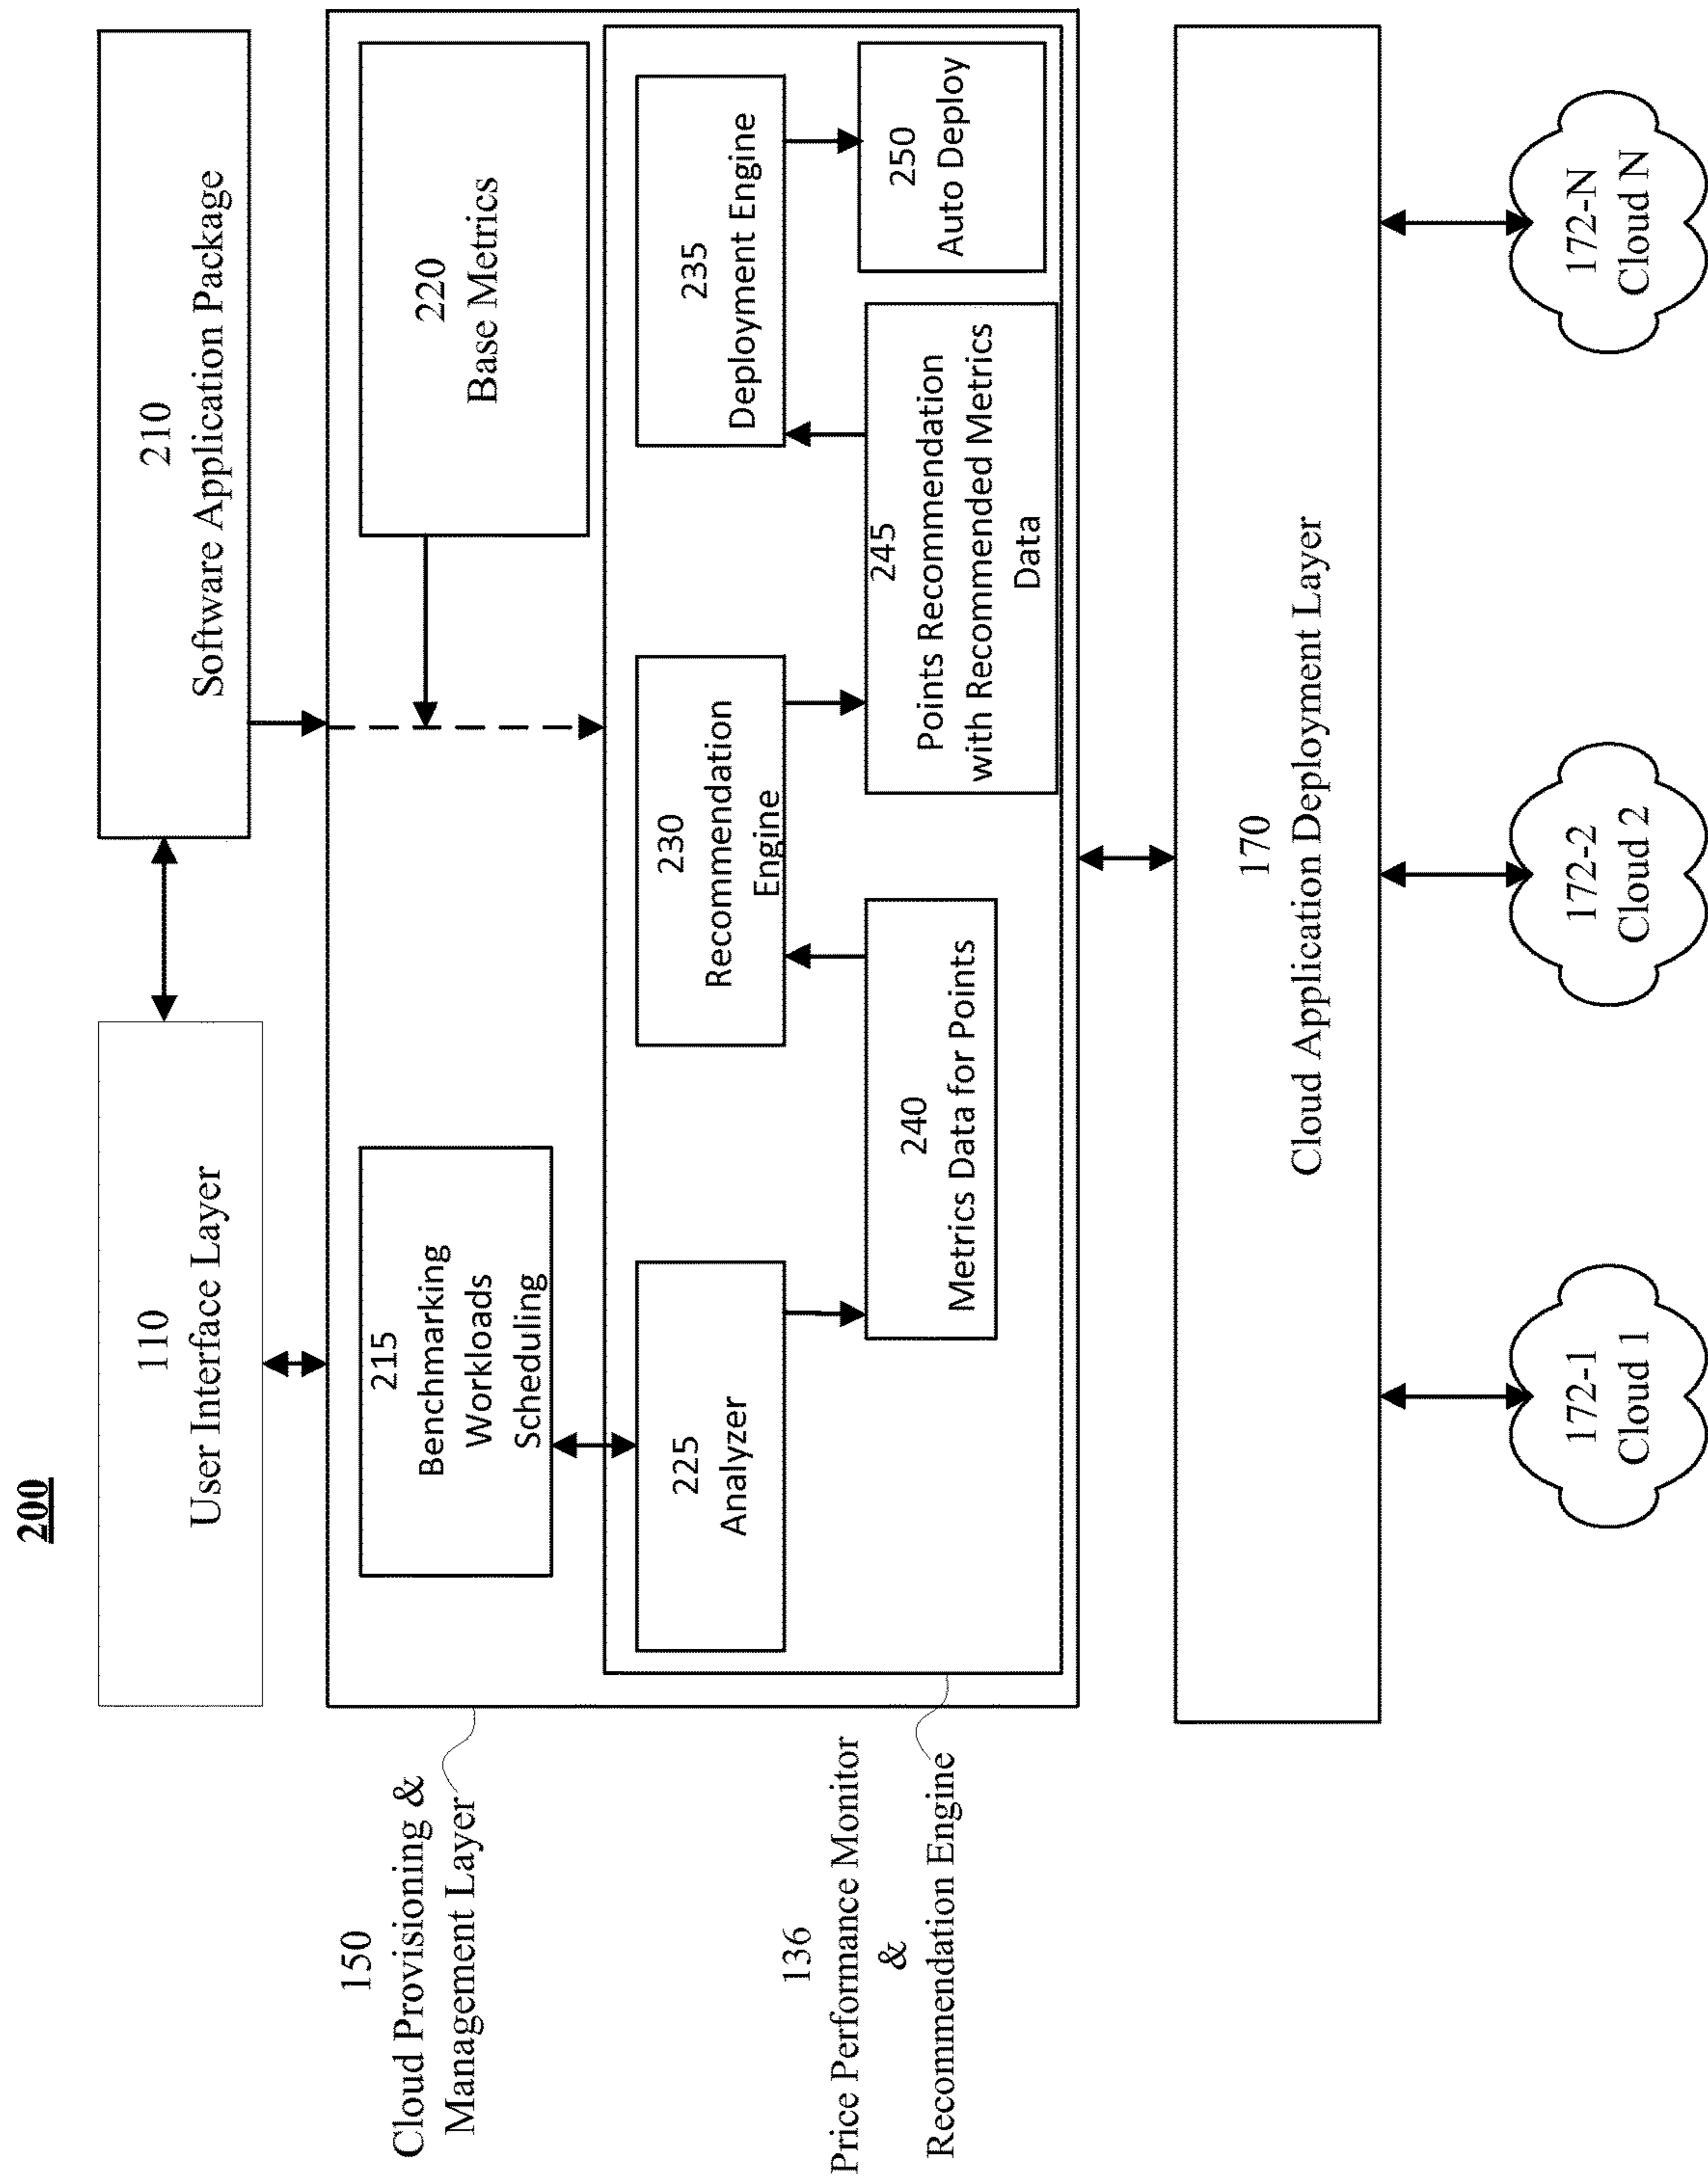 200
110
User Interface Layer
210
Software Application Package
150
Cloud Provisioning &
Management Layer
215
Benchmarking
Workloads
Scheduling
220
Base Metrics
136
Price Performance Monitor
&
Recommendation Engine
225
Analyzer
230
Recommendation
Engine
235
Deployment Engine
240
Metrics Data for Points
245
Points Recommendation
with Recommended Metrics
Data
250
Auto Deploy
170
Cloud Application Deployment Layer
172-1
Cloud 1
172-2
Cloud 2
172-N
Cloud N